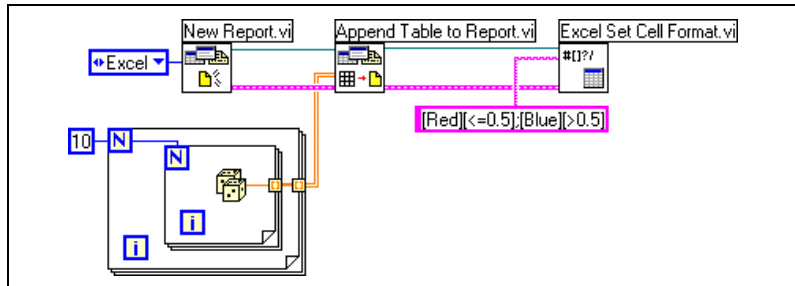 New Report.vi Append Table to Report.vi Excel Set Cell Format.vi
Excel
#[]?/
[Red][<=0.5];[Blue][>0.5]
10 N
N
i
i